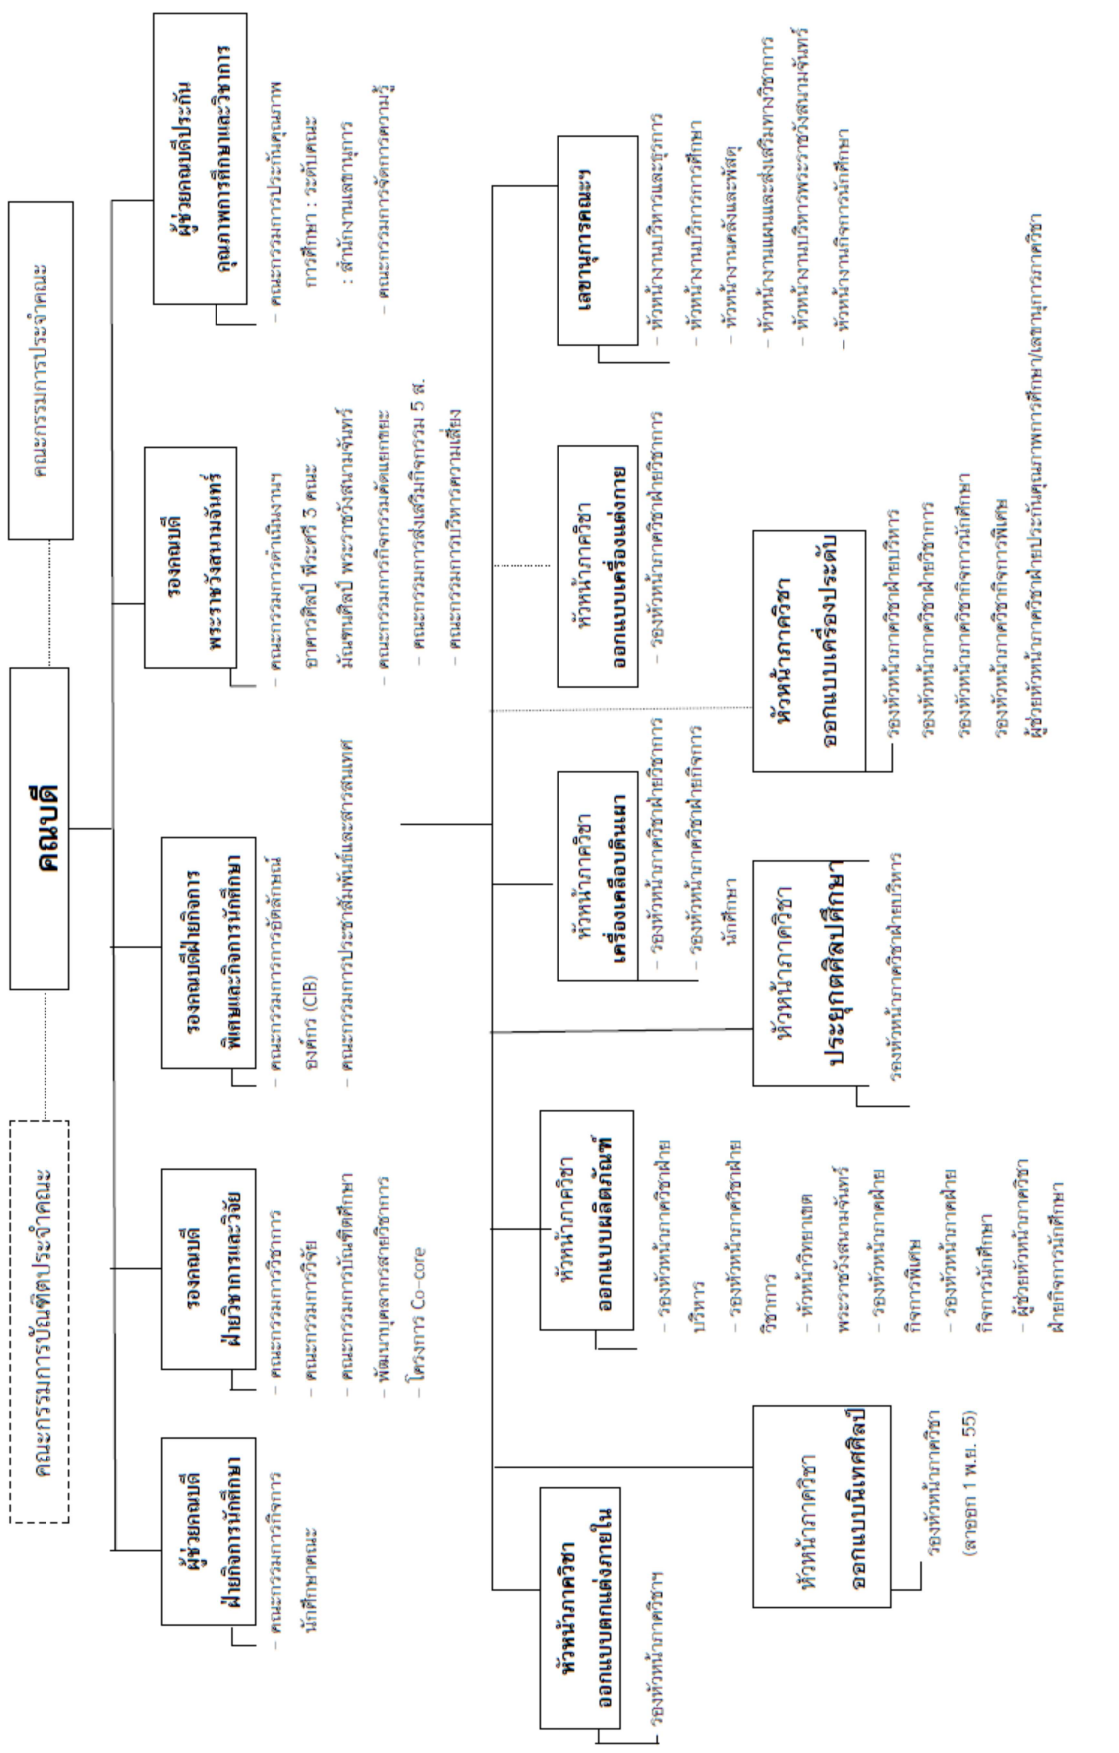 คณะกรรมการบัณฑิตประจำคณะ
คณบดี
คณะกรรมการประจำคณะ
ผู้ช่วยคณบดี
ฝ่ายกิจการนักศึกษา
– คณะกรรมการกิจการ
นักศึกษาคณะ
รองคณบดี
ฝ่ายวิชาการและวิจัย
– คณะกรรมการวิชาการ
– คณะกรรมการวิจัย
– คณะกรรมการบัณฑิตศึกษา
– พัฒนาบุคลากรสายวิชาการ
– โครงการ Co-core
รองคณบดีฝ่ายกิจการ
พิเศษและกิจการนักศึกษา
– คณะกรรมการการอัตลักษณ์
องค์กร (CIB)
– คณะกรรมการประชาสัมพันธ์และสารสนเทศ
รองคณบดี
พระราชวังสนามจันทร์
– คณะกรรมการดำเนินงานฯ
อาคารศิลป์ พีระศรี 3 คณะ
มัณฑนศิลป์ พระราชวังสนามจันทร์
– คณะกรรมการกิจกรรมคัดแยกขยะ
– คณะกรรมการส่งเสริมกิจกรรม 5 ส.
– คณะกรรมการบริหารความเสี่ยง
ผู้ช่วยคณบดีประกัน
คุณภาพการศึกษาและวิชาการ
– คณะกรรมการประกันคุณภาพ
การศึกษา : ระดับคณะ
: สำนักงานเลขานุการ
– คณะกรรมการจัดการความรู้
หัวหน้าภาควิชา
ออกแบบตกแต่งภายใน
รองหัวหน้าภาควิชาฯ
หัวหน้าภาควิชา
ออกแบบผลิตภัณฑ์
– รองหัวหน้าภาควิชาฝ่าย
บริหาร
– รองหัวหน้าภาควิชาฝ่าย
วิชาการ
– หัวหน้าวิทยาเขต
พระราชวังสนามจันทร์
– รองหัวหน้าภาคฝ่าย
กิจการพิเศษ
– รองหัวหน้าภาคฝ่าย
กิจการนักศึกษา
– ผู้ช่วยหัวหน้าภาควิชา
ฝ่ายกิจการนักศึกษา
หัวหน้าภาควิชา
เครื่องเคลือบดินเผา
– รองหัวหน้าภาควิชาฝ่ายวิชาการ
– รองหัวหน้าภาควิชาฝ่ายกิจการ
นักศึกษา
หัวหน้าภาควิชา
ออกแบบเครื่องแต่งกาย
– รองหัวหน้าภาควิชาฝ่ายวิชาการ
เลขานุการคณะฯ
– หัวหน้างานบริหารและธุรการ
– หัวหน้างานบริการการศึกษา
– หัวหน้างานคลังและพัสดุ
– หัวหน้างานแผนและส่งเสริมทางวิชาการ
– หัวหน้างานบริหารพระราชวังสนามจันทร์
– หัวหน้างานกิจการนักศึกษา
หัวหน้าภาควิชา
ออกแบบนิเทศศิลป์
รองหัวหน้าภาควิชา
(ลาออก 1 พ.ย. 55)
หัวหน้าภาควิชา
ประยุกตศิลปศึกษา
รองหัวหน้าภาควิชาฝ่ายบริหาร
หัวหน้าภาควิชา
ออกแบบเครื่องประดับ
รองหัวหน้าภาควิชาฝ่ายบริหาร
รองหัวหน้าภาควิชาฝ่ายวิชาการ
รองหัวหน้าภาควิชากิจการนักศึกษา
รองหัวหน้าภาควิชากิจการพิเศษ
ผู้ช่วยหัวหน้าภาควิชาฝ่ายประกันคุณภาพการศึกษา/เลขานุการภาควิชา